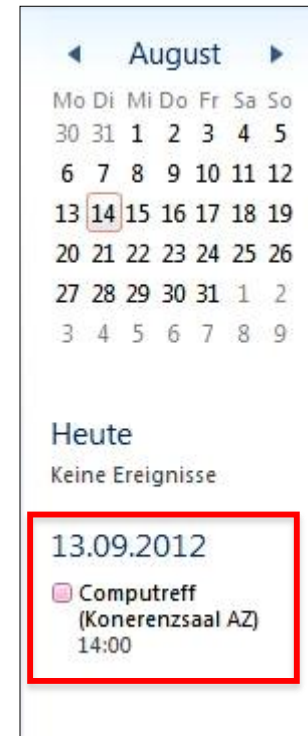 August
Mo Di Mi Do Fr Sa So
30 31 1 2 3 4 5
6 7 8 9 10 11 12
13 14 15 16 17 18 19
20 21 22 23 24 25 26
27 28 29 30 31 1 2
3 4 5 6 7 8 9
Heute
Keine Ereignisse
13.09.2012
Computreff
(Konerenzsaal AZ)
14:00